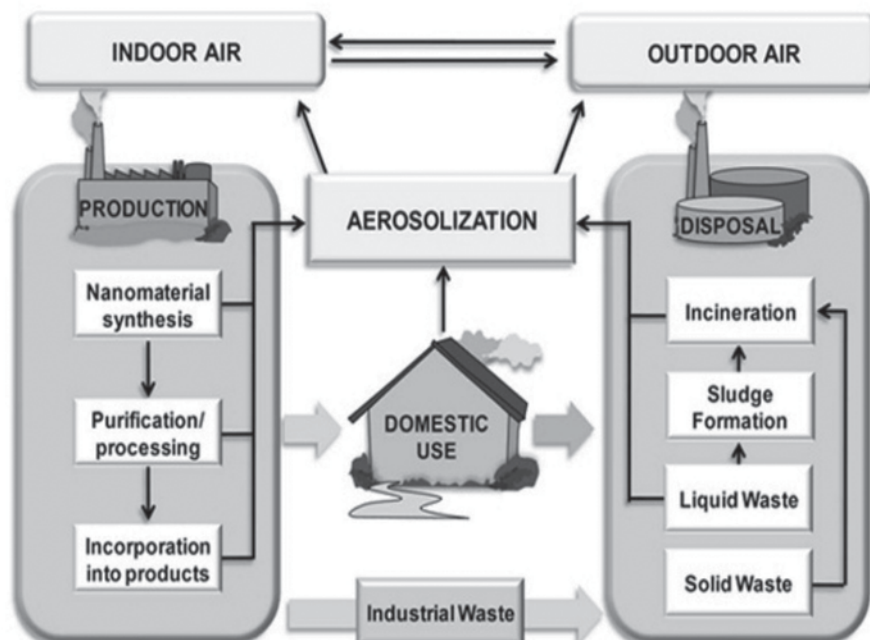 INDOOR AIR
OUTDOOR AIR
PRODUCTION
AEROSOLIZATION
DISPOSAL
Nanomaterial
synthesis
Incineration
Purification/
processing
DOMESTIC
USE
Sludge
Formation
Liquid Waste
Incorporation
into products
Solid Waste
Industrial Waste